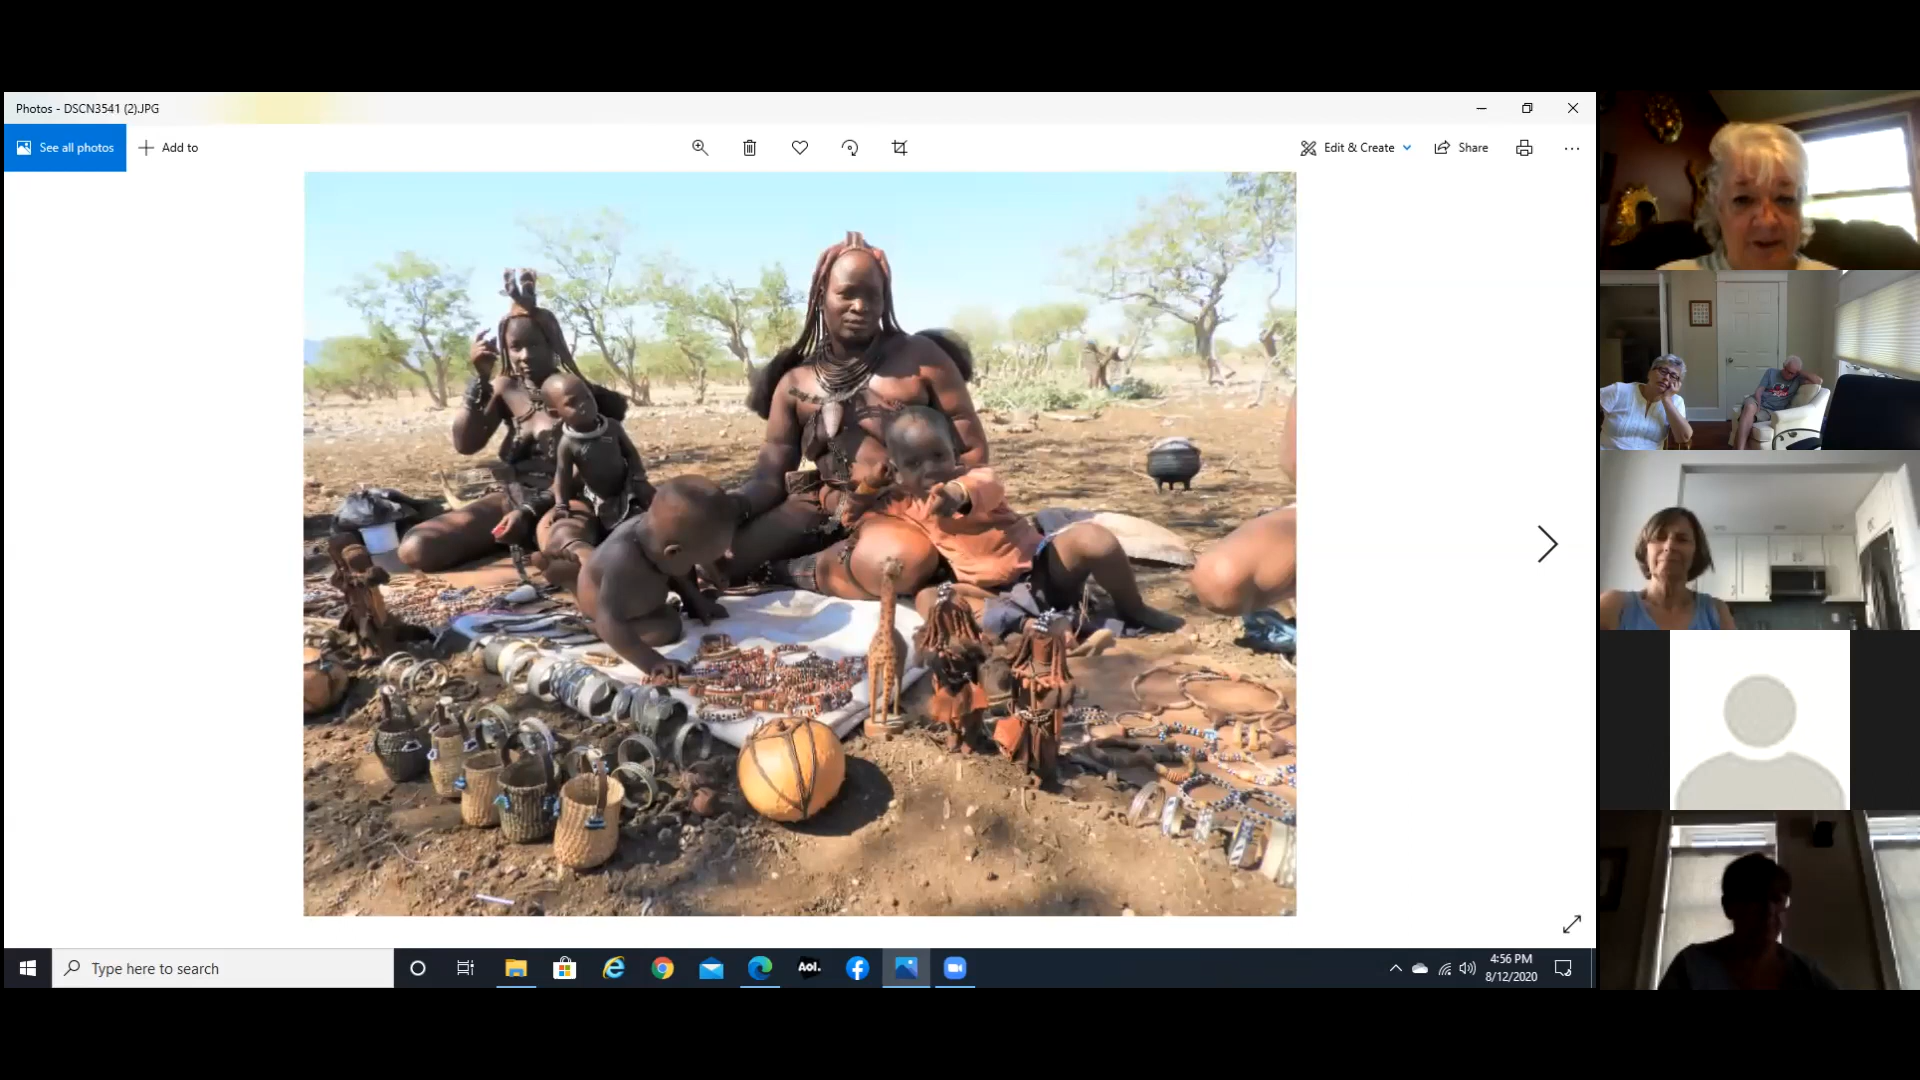 Photos - DSCN3541 (2).JPG
See all photos
Add to
Edit & Create
Share
Type here to search
Aol.
4:56 PM
8/12/2020